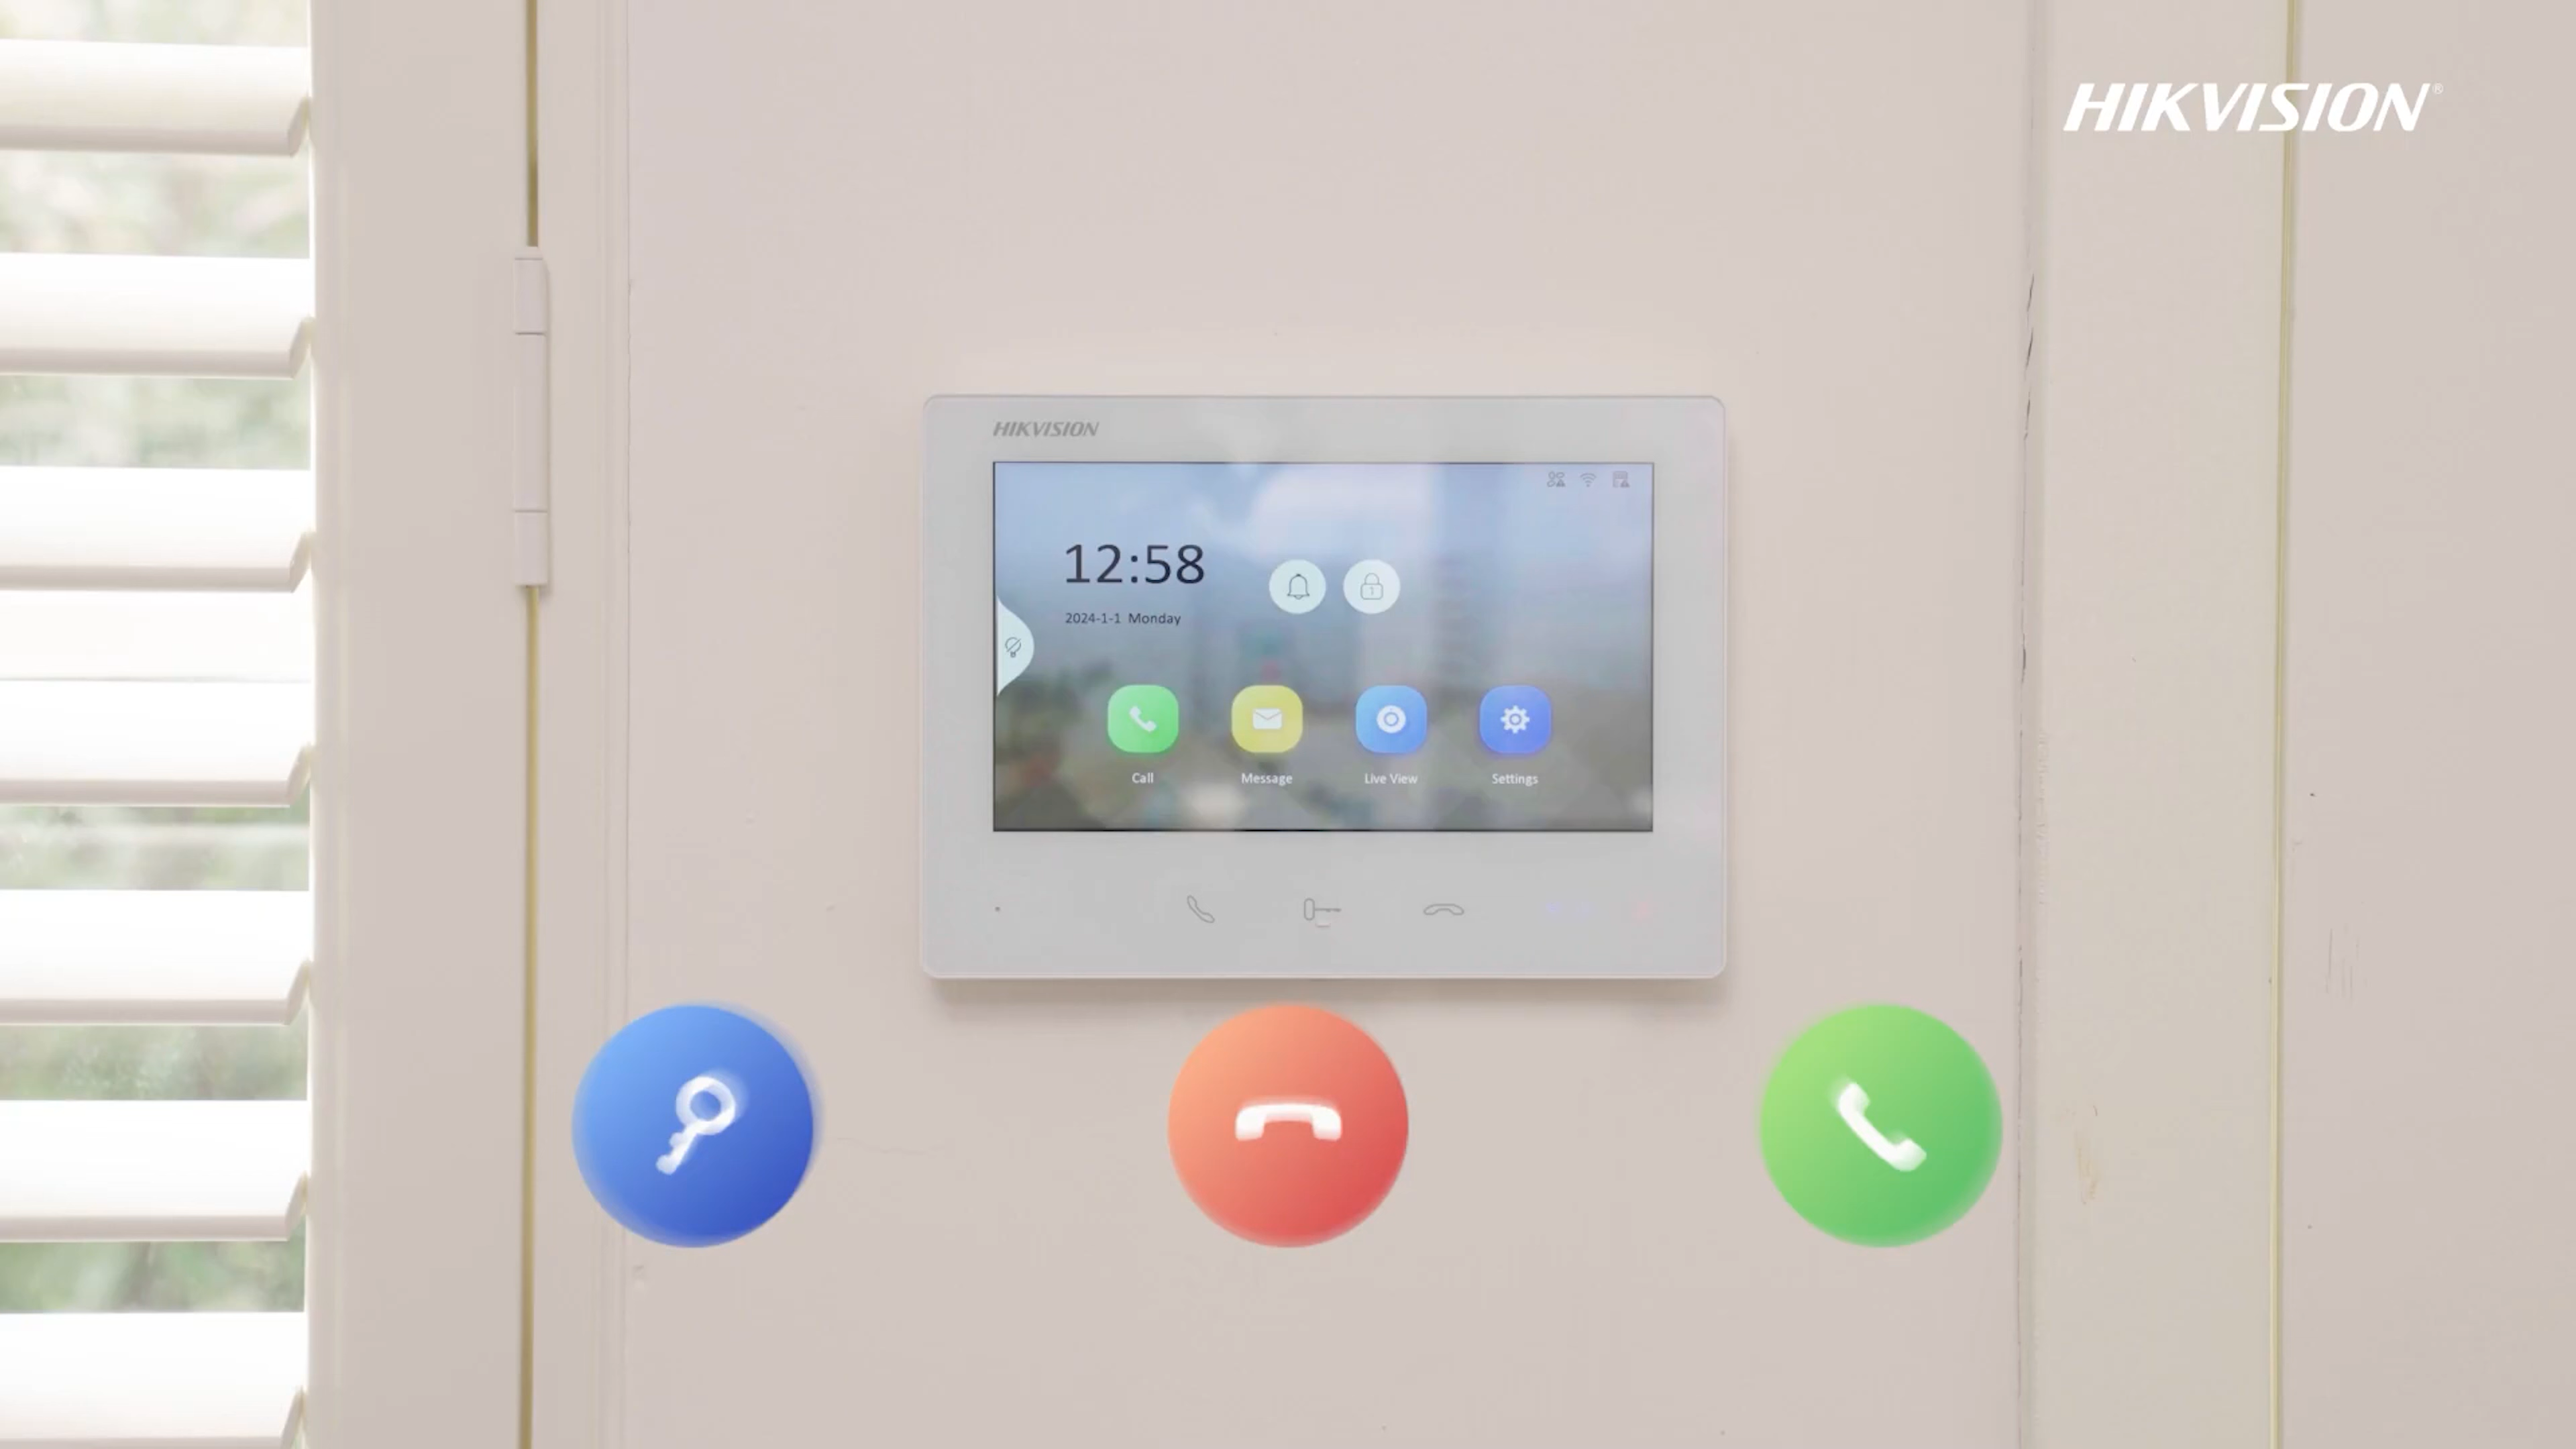 HIKVISION®
HIKVISION
12:58
2024-1-1 Monday
Call
Message
Live View
Settings